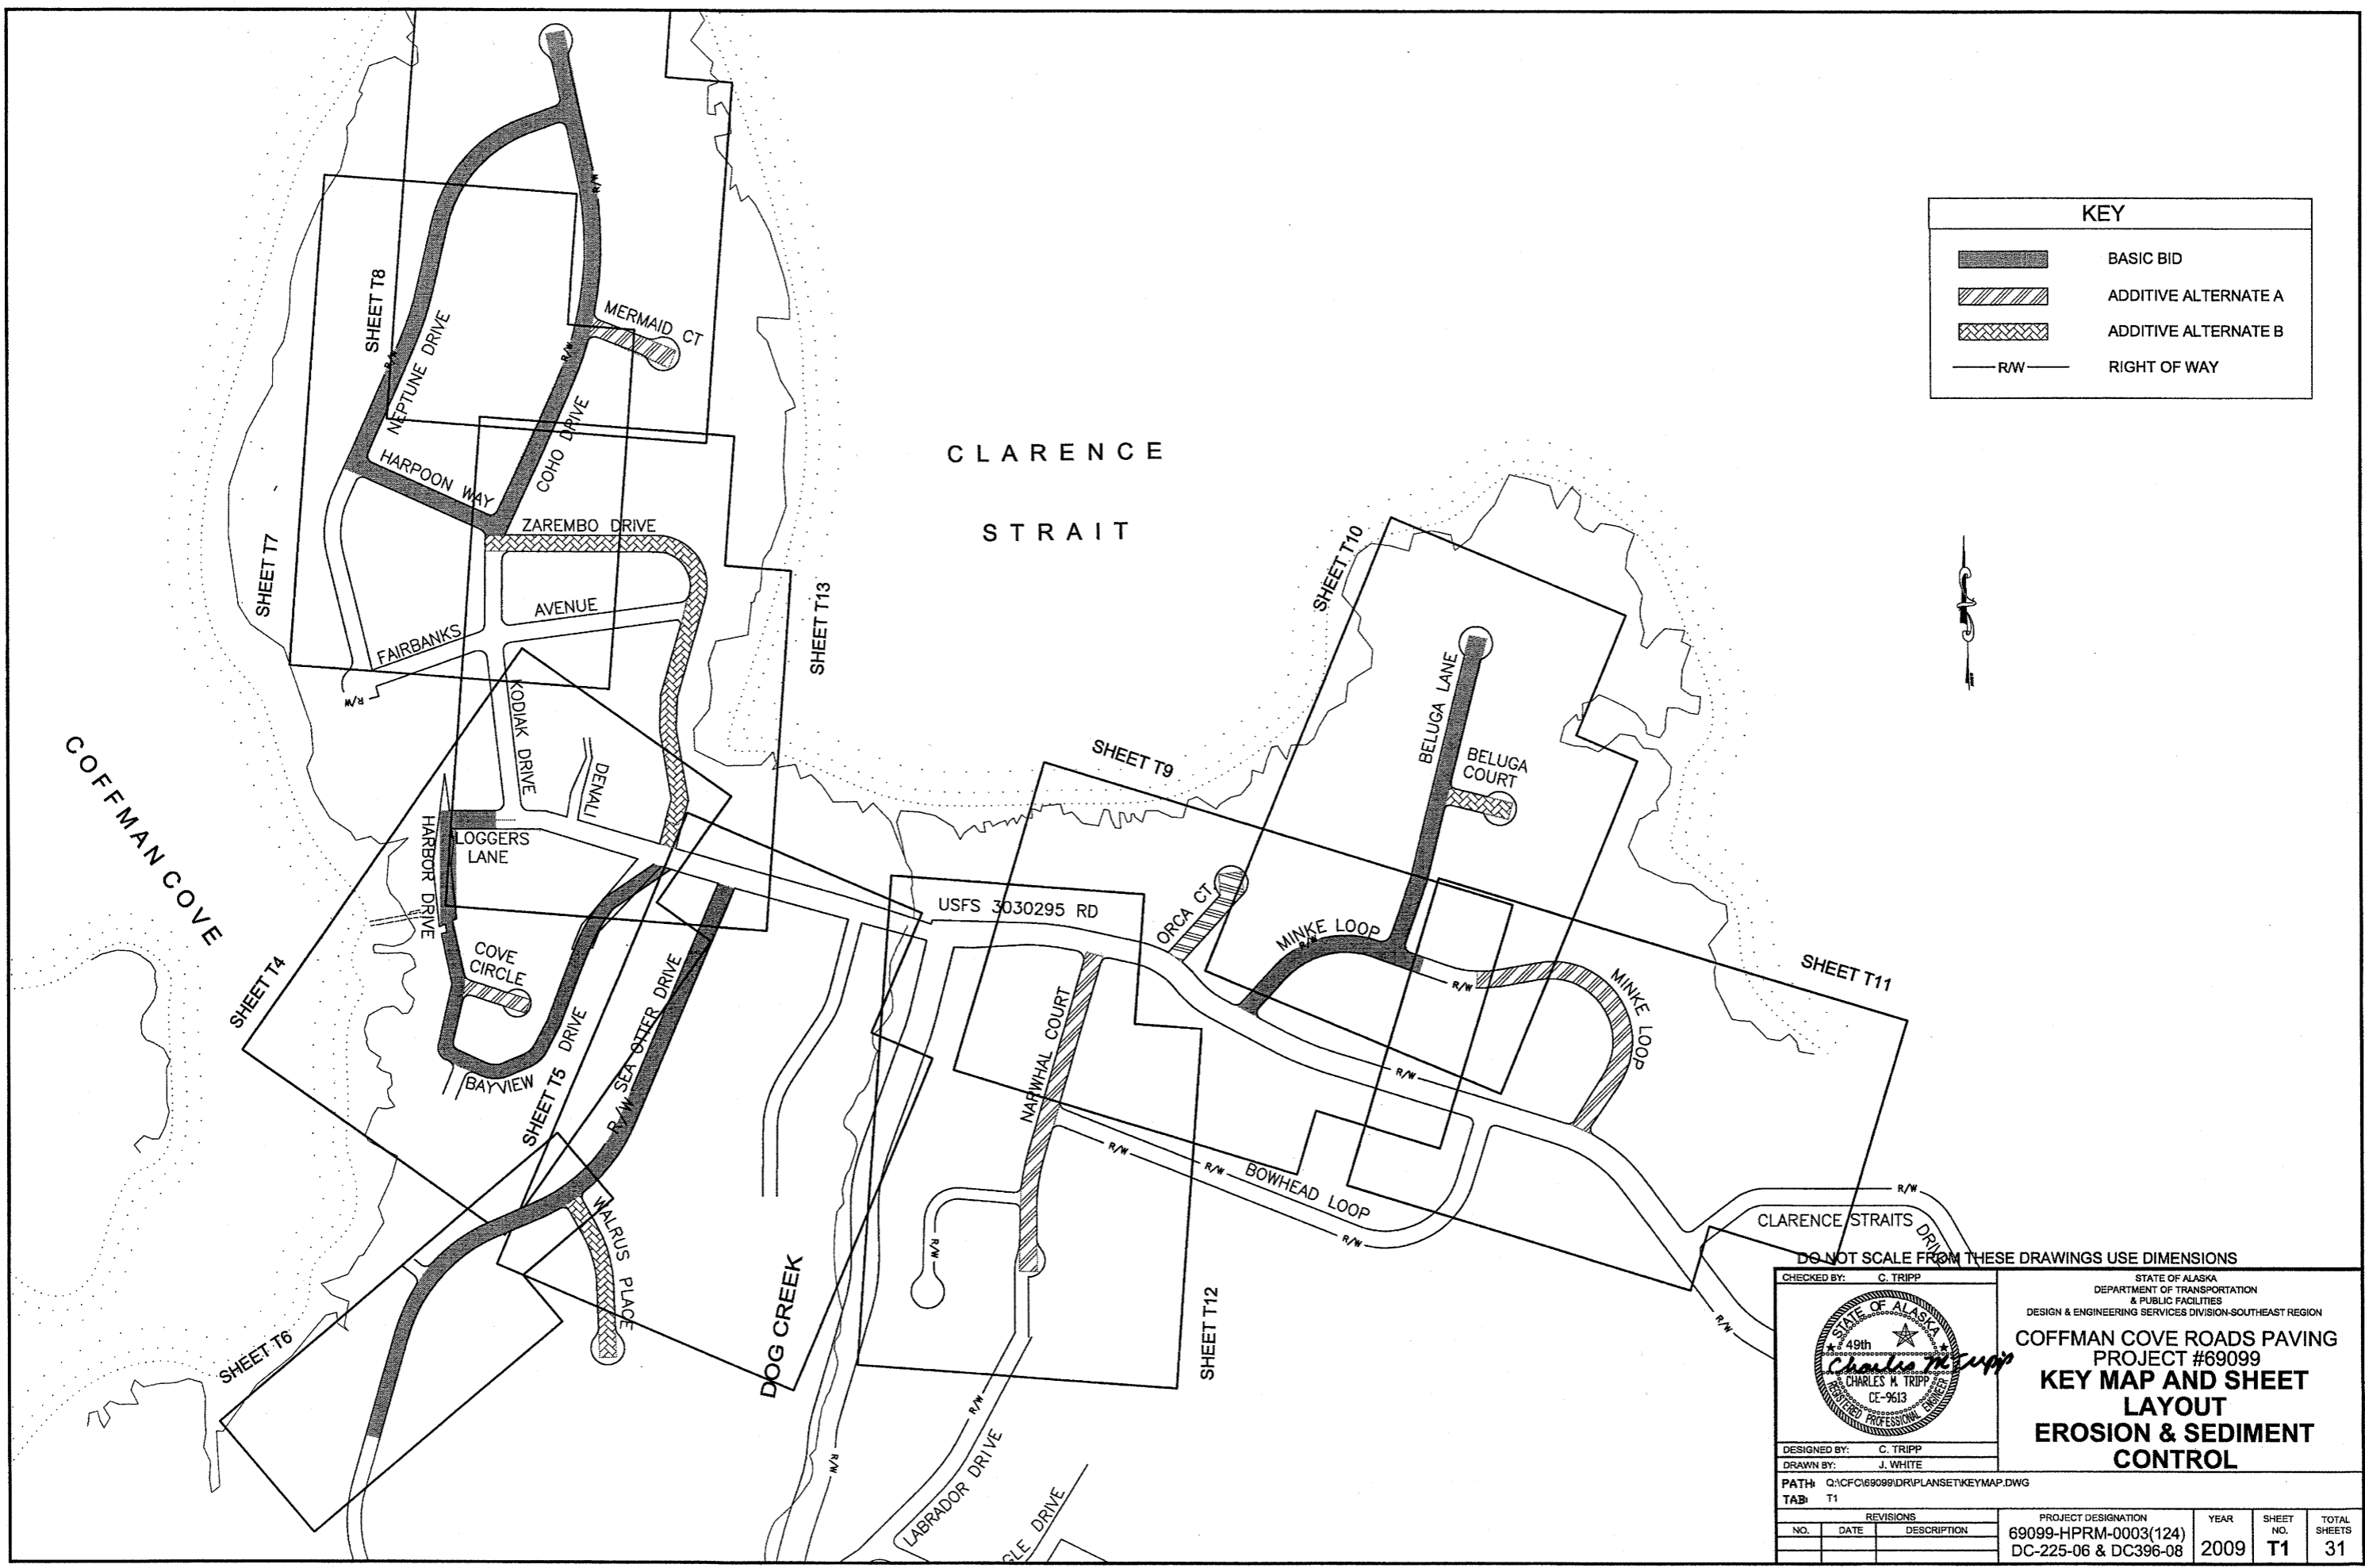 KEY
BASIC BID
ADDITIVE ALTERNATE A
ADDITIVE ALTERNATE B
R/W
RIGHT OF WAY
CLARENCE
STRAIT
COFFMAN COVE
DOG CREEK
SHEET T8
SHEET T7
SHEET T13
SHEET T10
SHEET T9
SHEET T11
SHEET T4
SHEET T5
SHEET T6
SHEET T12
R/W
R/W
R/W
NEPTUNE DRIVE
MERMAID CT
COHO DRIVE
HARPOON WAY
ZAREMBO DRIVE
FAIRBANKS AVENUE
R/W
KODIAK DRIVE
DENALI
HARBOR DRIVE
LOGGERS
LANE
COVE
CIRCLE
BAYVIEW DRIVE
R/W SEA OTTER DRIVE
WALRUS PLACE
USFS 3030295 RD
ORCA CT
BELUGA LANE
BELUGA
COURT
MINKE LOOP
R/W
R/W
MINKE LOOP
R/W
NARWHAL COURT
R/W
R/W
BOWHEAD LOOP
R/W
R/W
R/W
R/W
LABRADOR DRIVE
GLE DRIVE
R/W
CLARENCE STRAITS DRIVE
R/W
DO NOT SCALE FROM THESE DRAWINGS USE DIMENSIONS
CHECKED BY: C. TRIPP
STATE OF ALASKA
49th
Charles M Tripp
CHARLES M. TRIPP
CE-9613
REGISTERED PROFESSIONAL ENGINEER
DESIGNED BY: C. TRIPP
DRAWN BY: J. WHITE
STATE OF ALASKA
DEPARTMENT OF TRANSPORTATION
& PUBLIC FACILITIES
DESIGN & ENGINEERING SERVICES DIVISION-SOUTHEAST REGION
COFFMAN COVE ROADS PAVING
PROJECT #69099
KEY MAP AND SHEET
LAYOUT
EROSION & SEDIMENT
CONTROL
PATH: Q:\CFC\69099\DR\PLANSET\KEYMAP.DWG
TAB: T1
REVISIONS
NO. DATE DESCRIPTION
PROJECT DESIGNATION
69099-HPRM-0003(124)
DC-225-06 & DC396-08
YEAR
2009
SHEET
NO.
T1
TOTAL
SHEETS
31